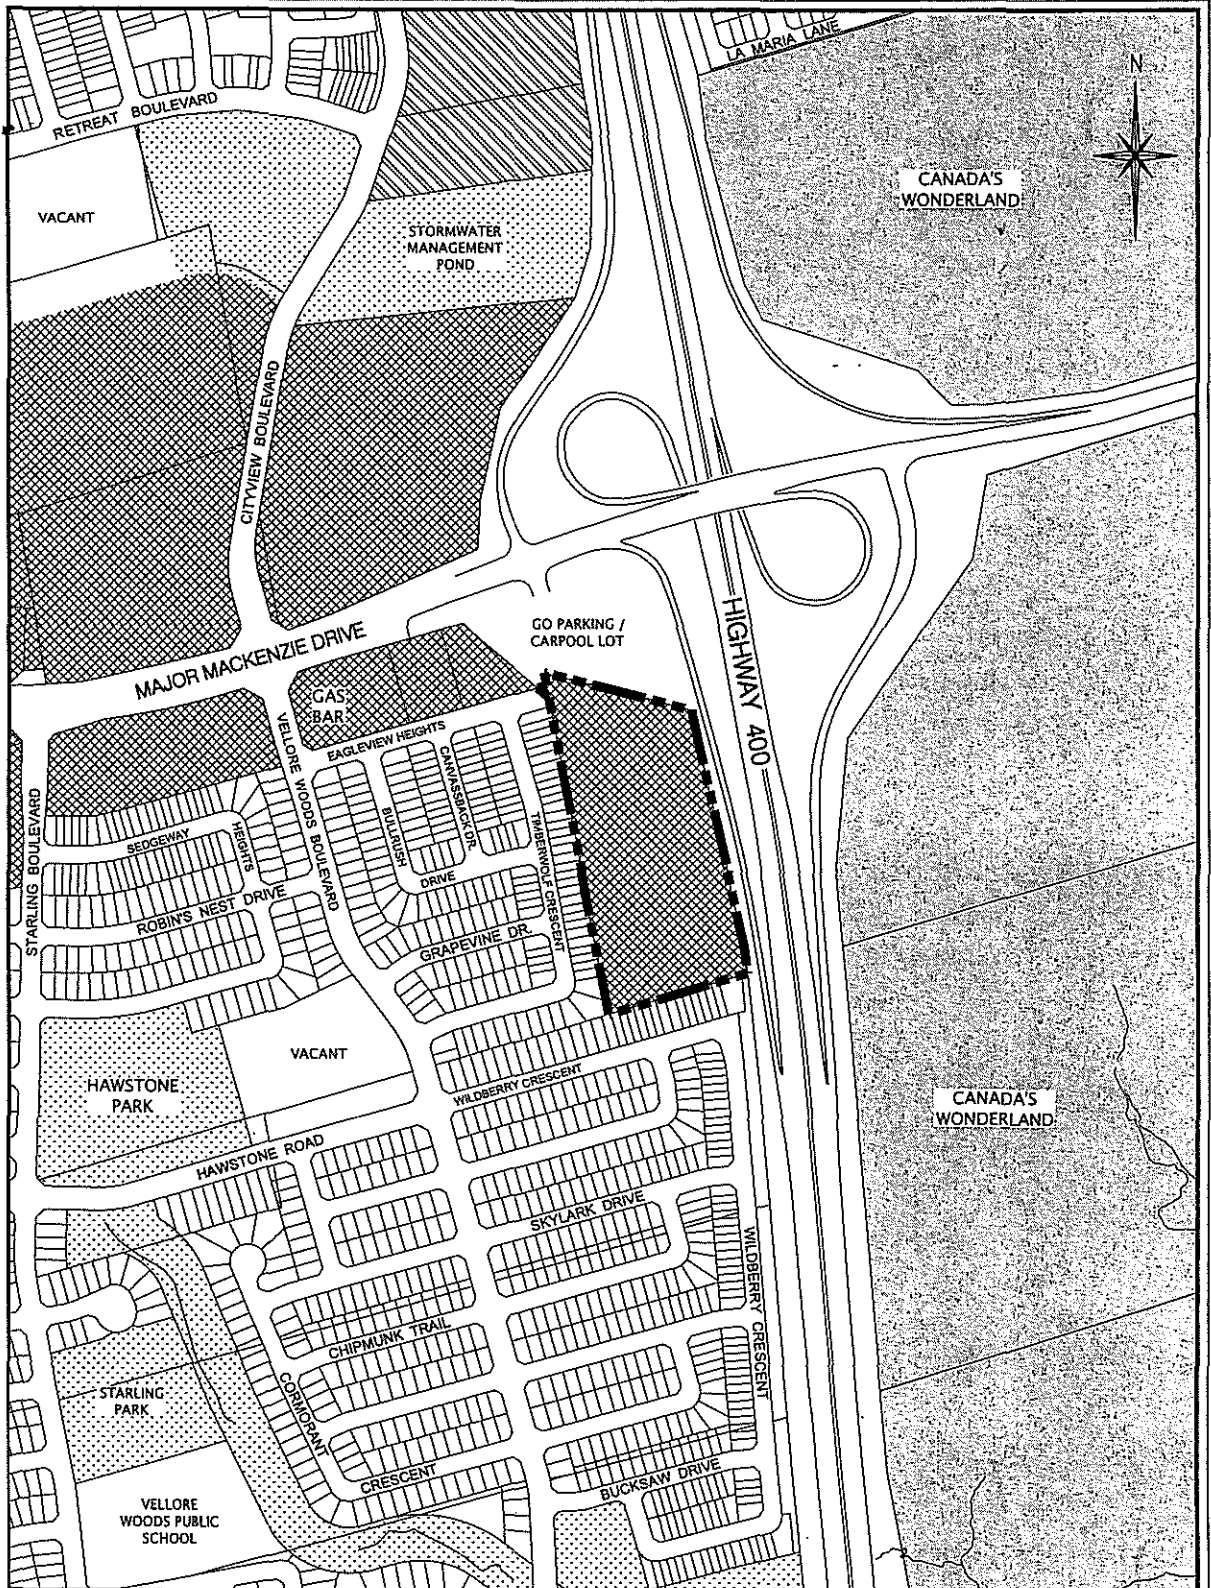 LA MARIA LANE
N
RETREAT BOULEVARD
CANADA'S
WONDERLAND
VACANT
STORMWATER
MANAGEMENT
POND
CITYVIEW BOULEVARD
GO PARKING /
CARPOOL LOT
HIGHWAY 400
MAJOR MACKENZIE DRIVE
GAS
BAR
EAGLEVIEW HEIGHTS
VELLORE WOODS BOULEVARD
CANVASSBACK DR.
BULLRUSH
DRIVE
TIMBERWOLF CRESCENT
STARLING BOULEVARD
SEDGEWAY
HEIGHTS
ROBIN'S NEST DRIVE
GRAPEVINE DR.
VACANT
HAWSTONE
PARK
WILDBERRY CRESCENT
CANADA'S
WONDERLAND
HAWSTONE ROAD
SKYLARK DRIVE
WILDBERRY CRESCENT
CHIPMUNK TRAIL
STARLING
PARK
CORMORANT
CRESCENT
BUCKSAW DRIVE
VELLORE
WOODS PUBLIC
SCHOOL